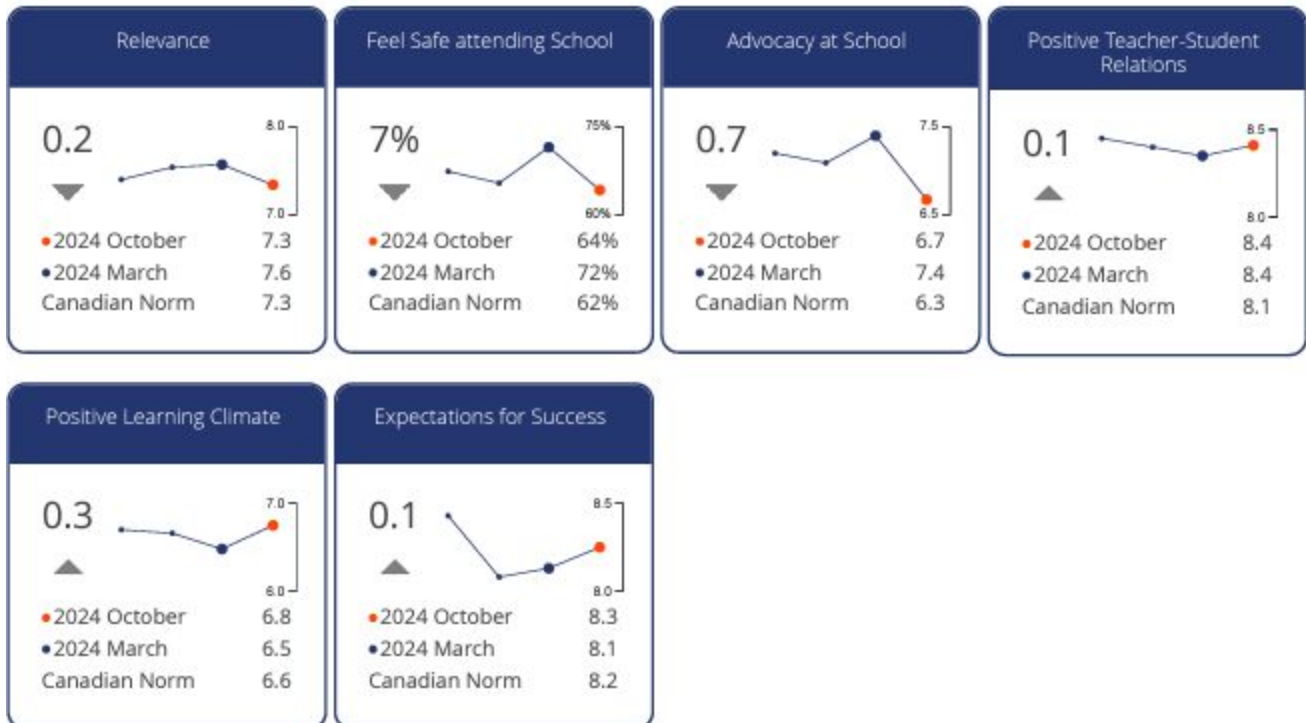 Relevance
0.2
8.0
7.0
2024 October 7.3
2024 March 7.6
Canadian Norm 7.3
Feel Safe attending School
7%
75%
60%
2024 October 64%
2024 March 72%
Canadian Norm 62%
Advocacy at School
0.7
7.5
6.5
2024 October 6.7
2024 March 7.4
Canadian Norm 6.3
Positive Teacher-Student
Relations
0.1
8.5
8.0
2024 October 8.4
2024 March 8.4
Canadian Norm 8.1
Positive Learning Climate
0.3
7.0
6.0
2024 October 6.8
2024 March 6.5
Canadian Norm 6.6
Expectations for Success
0.1
8.5
8.0
2024 October 8.3
2024 March 8.1
Canadian Norm 8.2